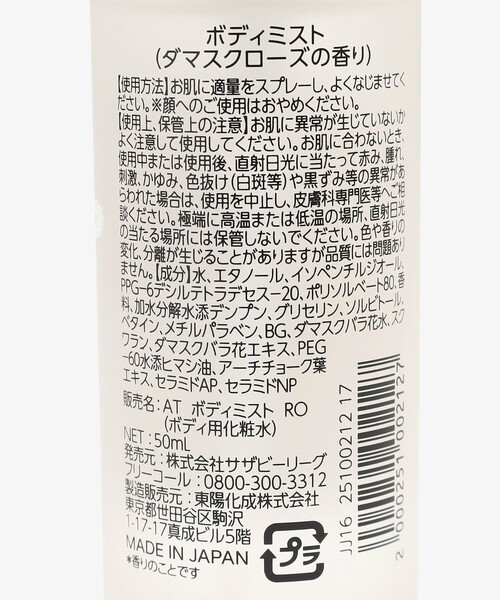 ボディミスト
(ダマスクローズの香り)
【使用方法】お肌に適量をスプレーし、よくなじませてく
ださい。※顔へのご使用はおやめください。
【使用上、保管上の注意】お肌に異常が生じていないか
よく注意して使用してください。お肌に合わないとき、
使用中または使用後、直射日光に当たって赤み、腫れ、
刺激、かゆみ、色抜け(白斑等)や黒ずみ等の異常があ
らわれた場合は、使用を中止し、皮膚科専門医等へご相
談ください。極端に高温または低温の場所、直射日光
の当たる場所には保管しないでください。色や香りの
変化、分離が生じることがありますが品質には問題あり
ません。【成分】水、エタノール、イソペンチルジオール、
PPG-6デシルテトラデセス-20、ポリソルベート80、香
料、加水分解水添デンプン、グリセリン、ソルビトール、
ベタイン、メチルパラベン、BG、ダマスクバラ花水、スク
ワラン、ダマスクバラ花エキス、PEG
-60水添ヒマシ油、アーチチョーク葉
エキス、セラミドAP、セラミドNP
販売名:AT ボディミスト RO
(ボディ用化粧水)
NET:50mL
発売元:株式会社サザビーリーグ
フリーコール:0800-300-3312
製造販売元:東陽化成株式会社
東京都世田谷区駒沢
1-17-17真成ビル5階
MADE IN JAPAN
*香りのことです
プラ
JJ16 25100212 17
2 000251 002127